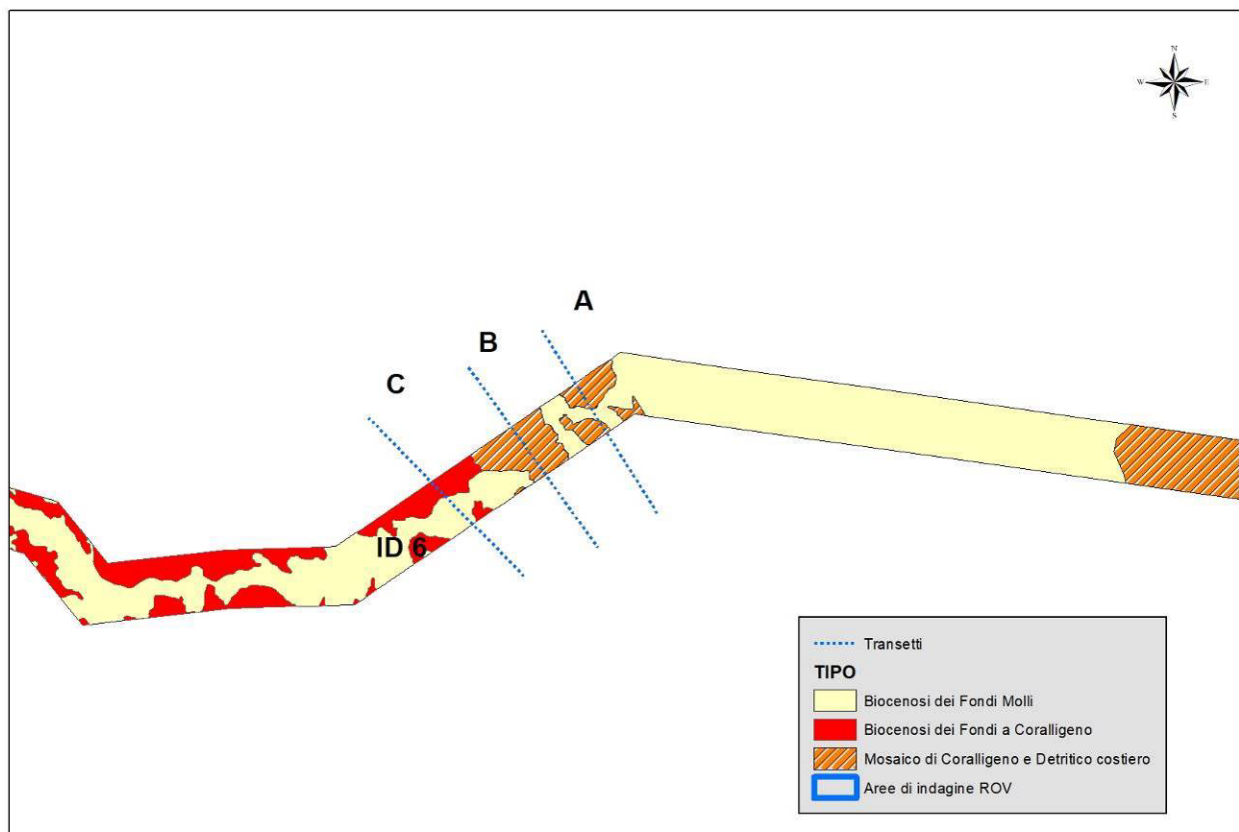 N
W E
S
A
B
C
ID 6
Transetti
TIPO
Biocenosi dei Fondi Molli
Biocenosi dei Fondi a Coralligeno
Mosaico di Coralligeno e Detritico costiero
Aree di indagine ROV